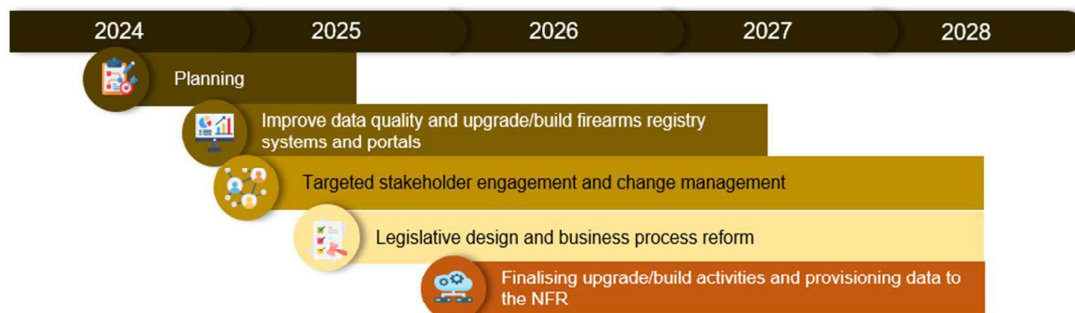 2024 2025 2026 2027 2028
Planning
Improve data quality and upgrade/build firearms registry
systems and portals
Targeted stakeholder engagement and change management
Legislative design and business process reform
Finalising upgrade/build activities and provisioning data to
the NFR